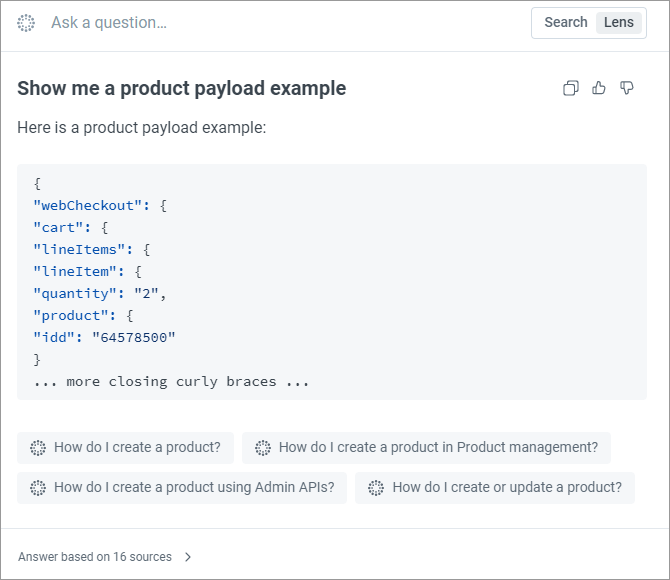 Ask a question...
Search Lens
Show me a product payload example
Here is a product payload example:
{
"webCheckout": {
"cart": {
"lineItems": {
"lineItem": {
"quantity": "2",
"product": {
"idd": "64578500"
}
... more closing curly braces ...
How do I create a product? How do I create a product in Product management?
How do I create a product using Admin APIs? How do I create or update a product?
Answer based on 16 sources